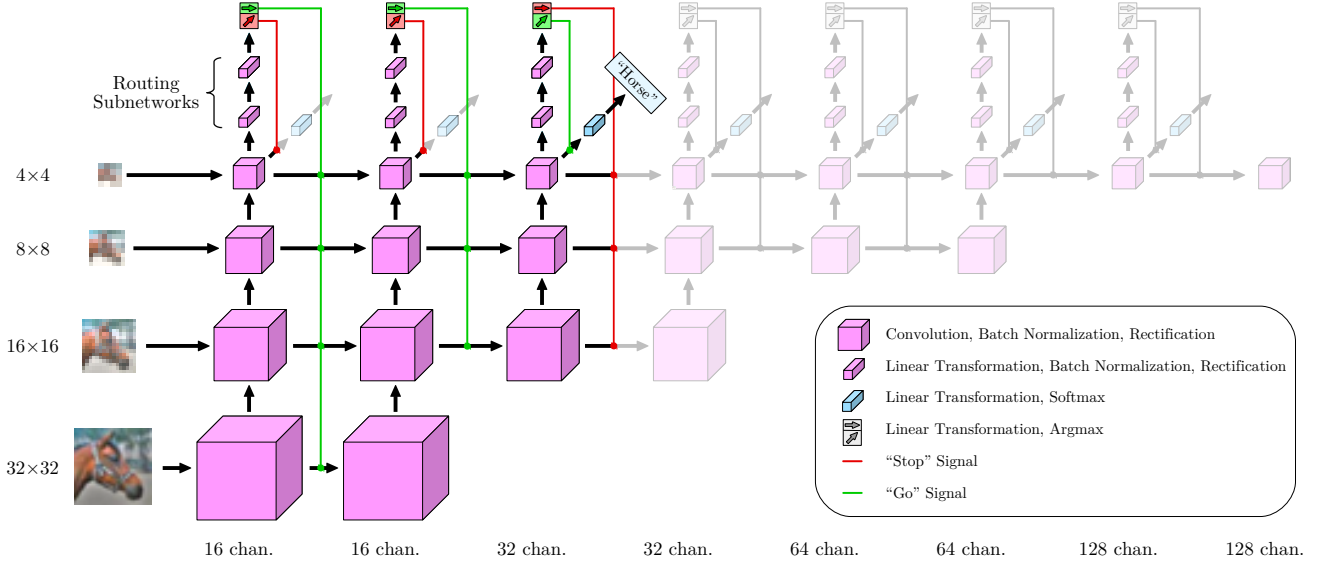 "Horse"
Routing
Subnetworks
4×4
8×8
16×16
32×32
Convolution, Batch Normalization, Rectification
Linear Transformation, Batch Normalization, Rectification
Linear Transformation, Softmax
Linear Transformation, Argmax
“Stop” Signal
“Go” Signal
16 chan.
16 chan.
32 chan.
32 chan.
64 chan.
64 chan.
128 chan.
128 chan.